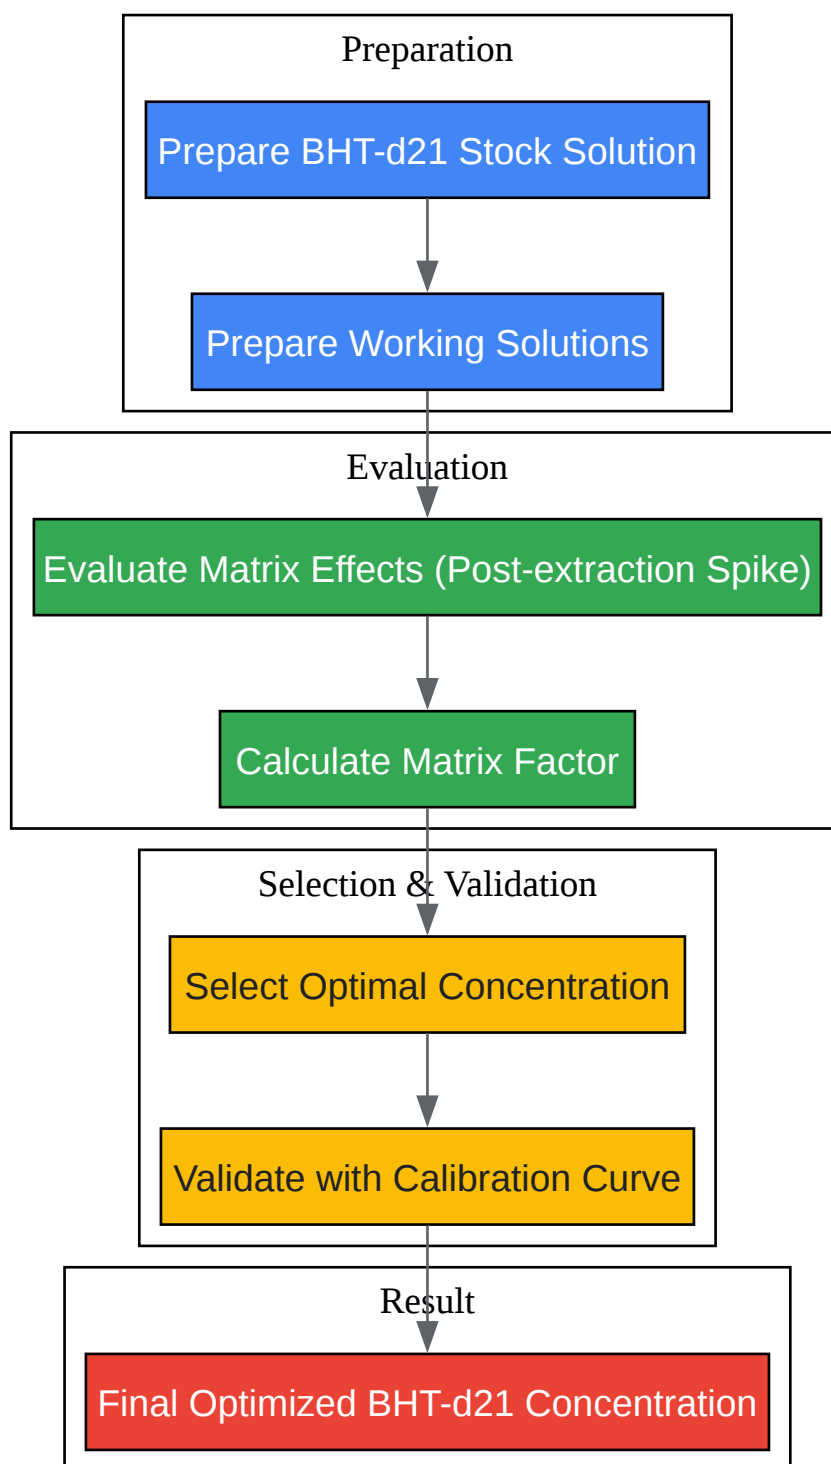 Preparation
Prepare BHT-d21 Stock Solution
Prepare Working Solutions
Evaluation
Evaluate Matrix Effects (Post-extraction Spike)
Calculate Matrix Factor
Selection & Validation
Select Optimal Concentration
Validate with Calibration Curve
Result
Final Optimized BHT-d21 Concentration